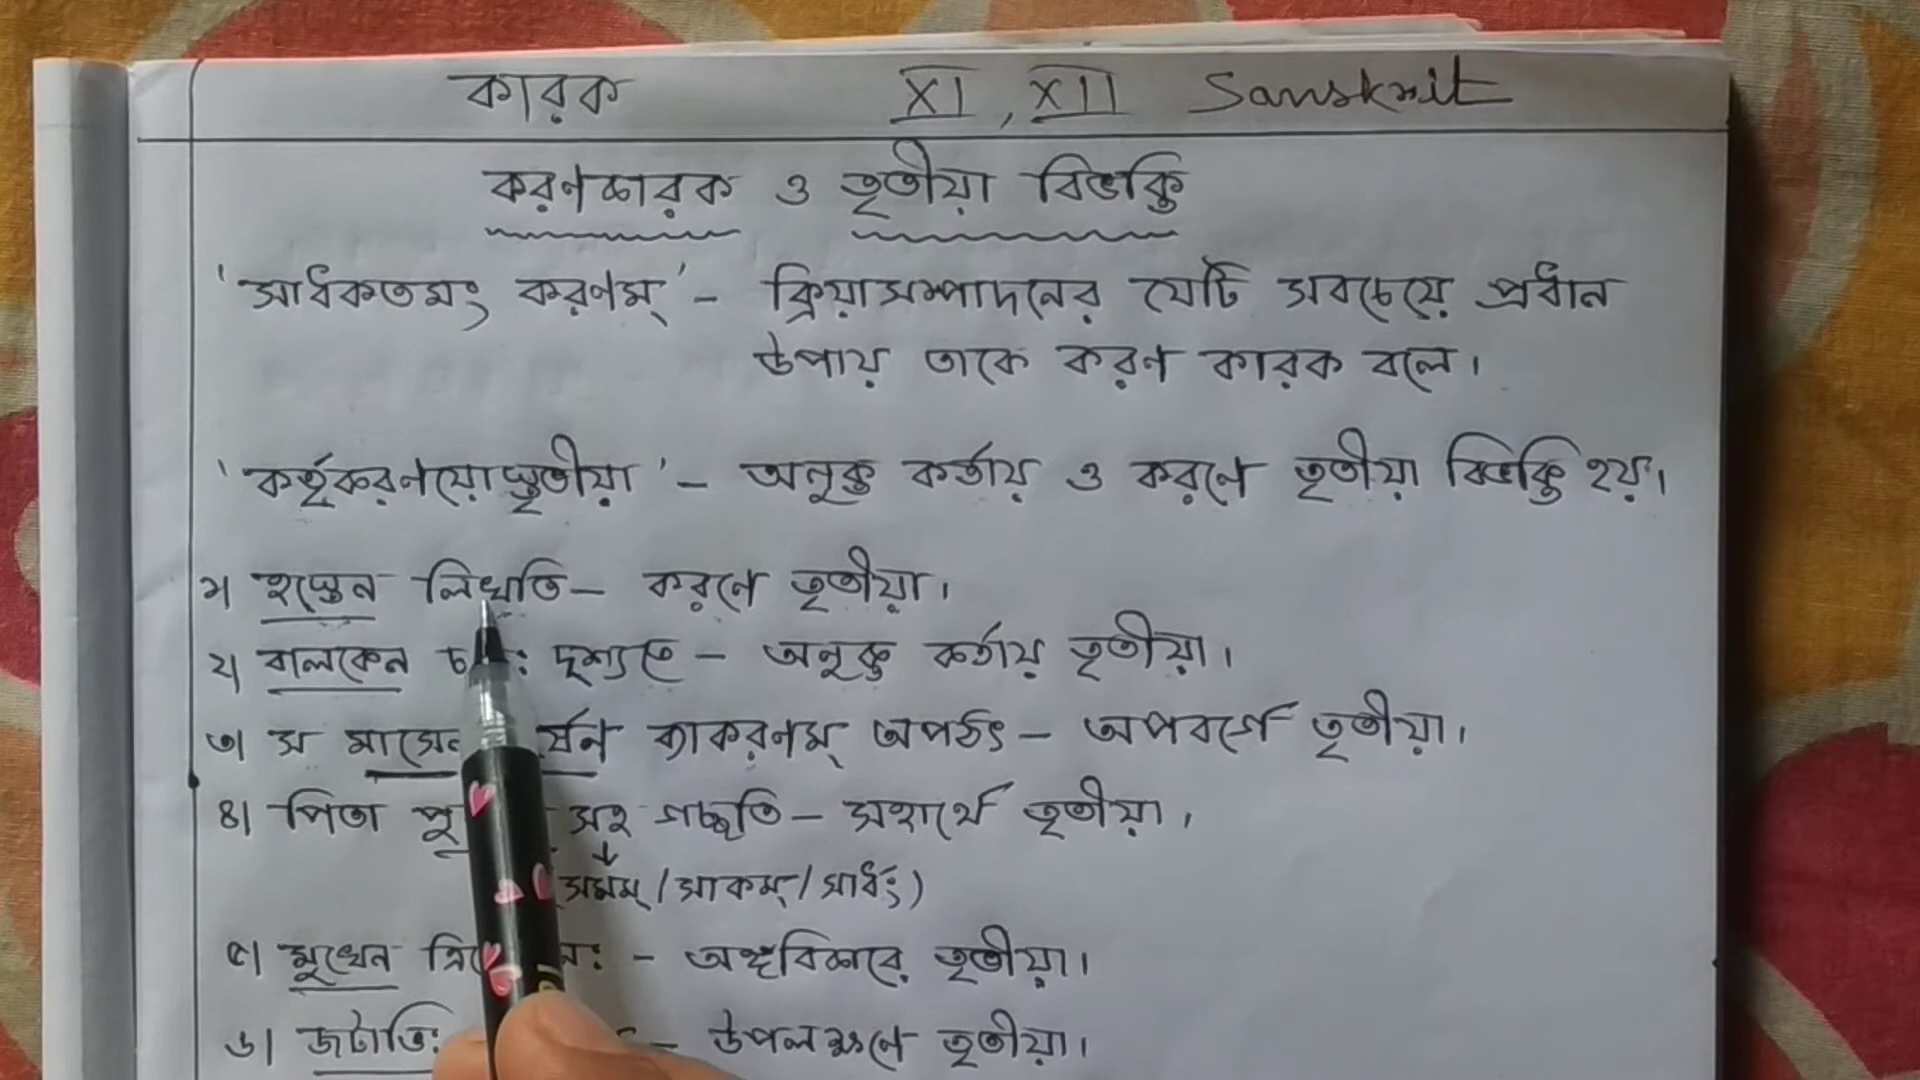 কারক XI, XII Sanskrit
করণকারক ও তৃতীয়া বিভক্তি
'সাধকতমং করণম্' - ক্রিয়াসম্পাদনের যেটি সবচেয়ে প্রধান
উপায় তাকে করণ কারক বলে।
'কর্তৃকরণয়োস্তৃতীয়া' - অনুক্ত কর্তায় ও করণে তৃতীয়া বিভক্তি হয়।
১। হস্তেন লিখতি - করণে তৃতীয়া।
২। বালকেন দৃশ্যতে - অনুক্ত কর্তায় তৃতীয়া।
৩। স মাসেন ব্যাকরণম্ অপঠৎ - অপবর্গে তৃতীয়া।
৪। পিতা সহ গচ্ছতি - সহার্থে তৃতীয়া।
↓
সমম্ / সাকম্ / সার্ধং)
৫। মুখেন - অঙ্গবিকারে তৃতীয়া।
৬। জটাভিঃ - উপলক্ষণে তৃতীয়া।